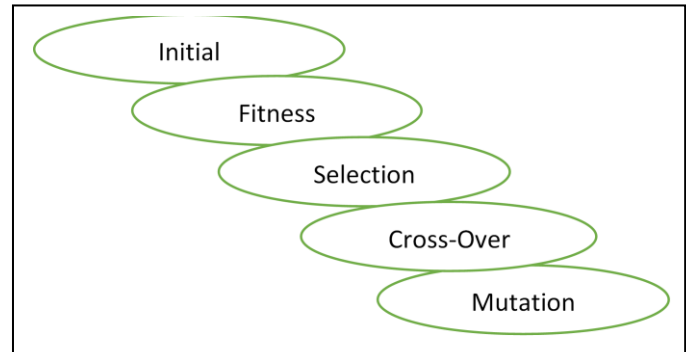 Initial
Fitness
Selection
Cross-Over
Mutation